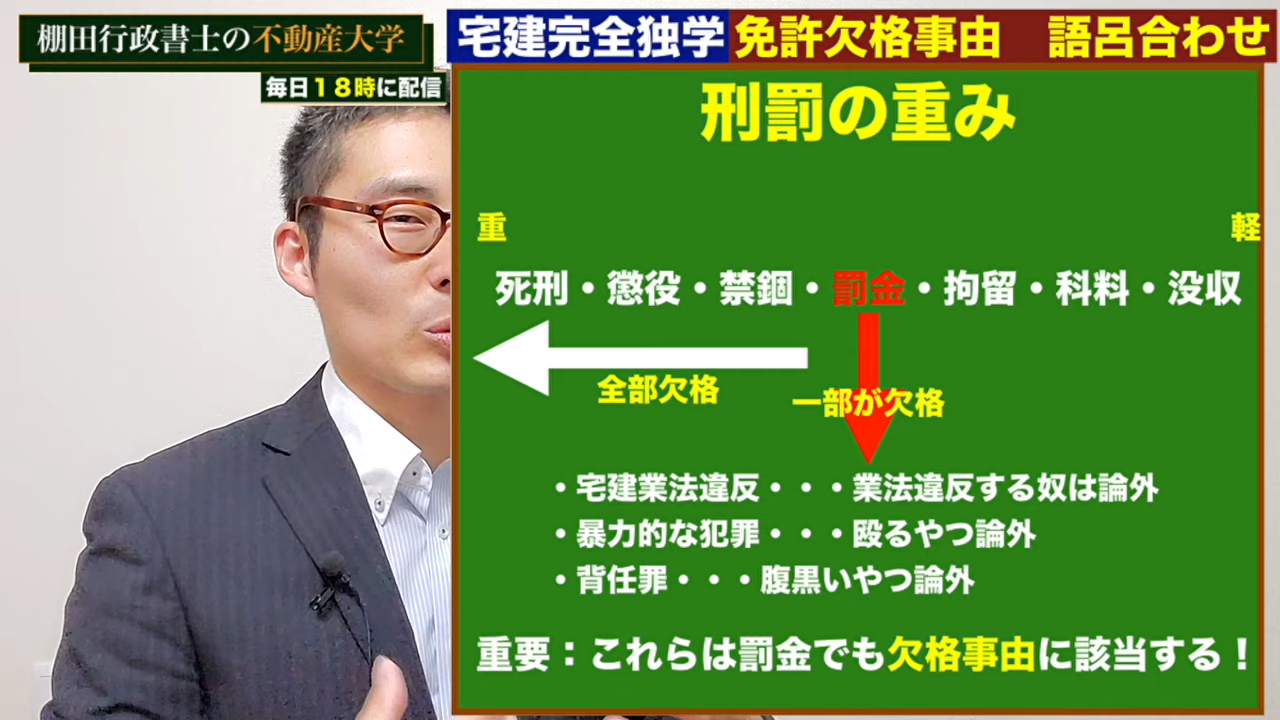 棚田行政書士の不動産大学
毎日18時に配信
宅建完全独学 免許欠格事由 語呂合わせ
刑罰の重み
重 軽
死刑・懲役・禁錮・罰金・拘留・科料・没収
全部欠格 一部が欠格
・宅建業法違反・・・業法違反する奴は論外
・暴力的な犯罪・・・殴るやつ論外
・背任罪・・・腹黒いやつ論外
重要：これらは罰金でも欠格事由に該当する！